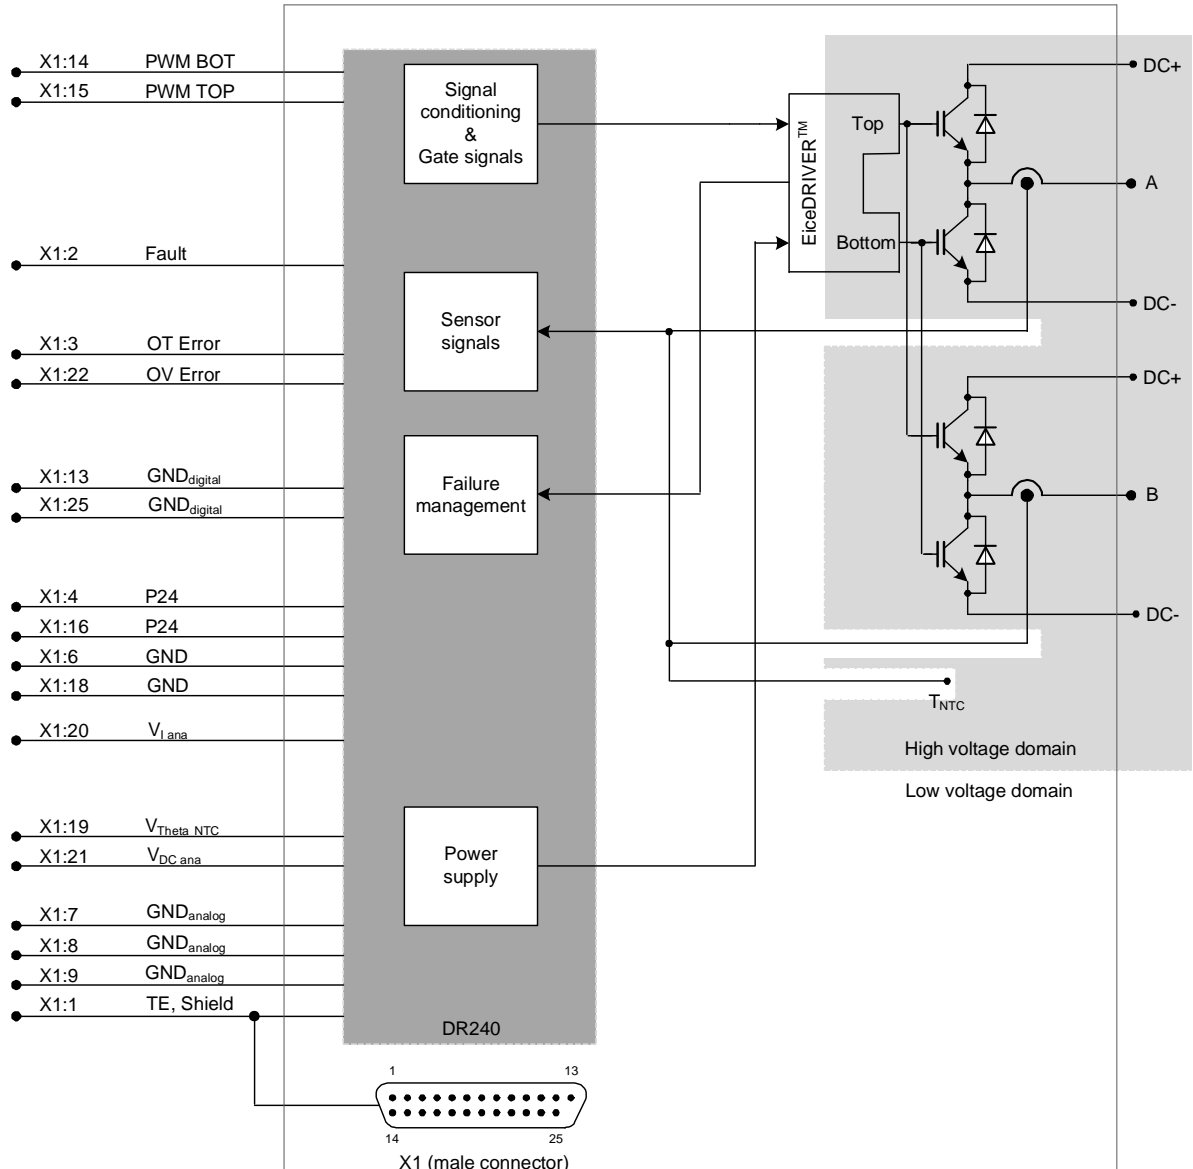 X1:14 PWM BOT
X1:15 PWM TOP
X1:2 Fault
X1:3 OT Error
X1:22 OV Error
X1:13 GNDdigital
X1:25 GNDdigital
X1:4 P24
X1:16 P24
X1:6 GND
X1:18 GND
X1:20 VI ana
X1:19 VTheta NTC
X1:21 VDC ana
X1:7 GNDanalog
X1:8 GNDanalog
X1:9 GNDanalog
X1:1 TE, Shield
Signal
conditioning
&
Gate signals
Sensor
signals
Failure
management
Power
supply
DR240
1 13
14 25
X1 (male connector)
EiceDRIVER™
Top
Bottom
DC+
A
DC-
DC+
B
DC-
TNTC
High voltage domain
Low voltage domain